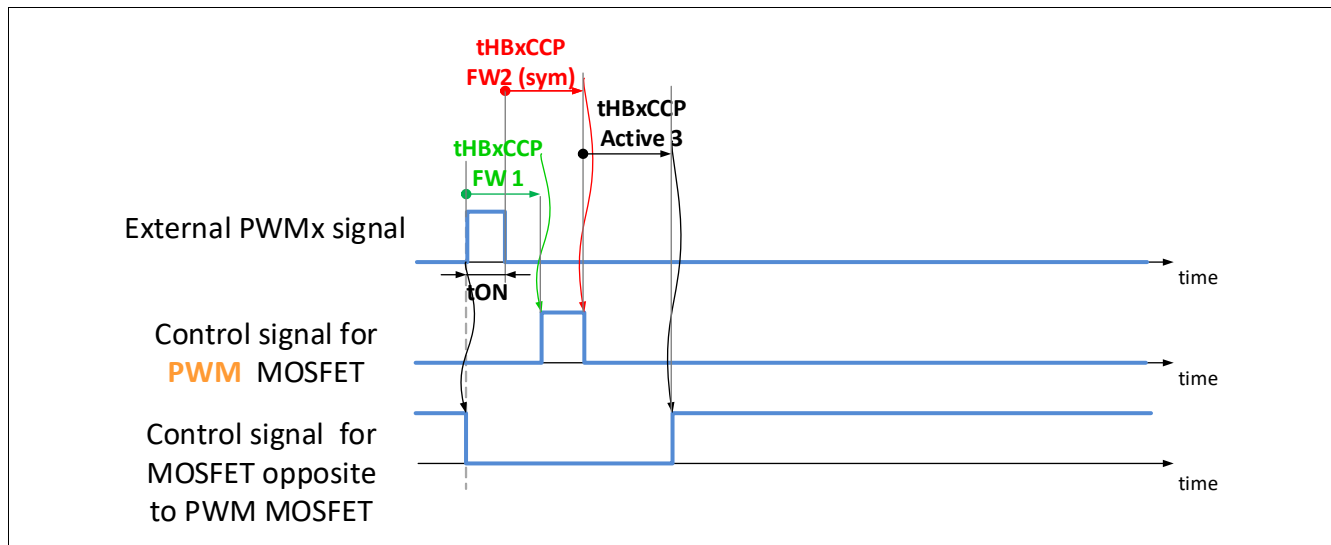 tHBxCCP
FW2 (sym)
tHBxCCP
Active 3
tHBxCCP
FW 1
External PWMx signal
time
tON
Control signal for
PWM MOSFET
time
Control signal for
MOSFET opposite
to PWM MOSFET
time